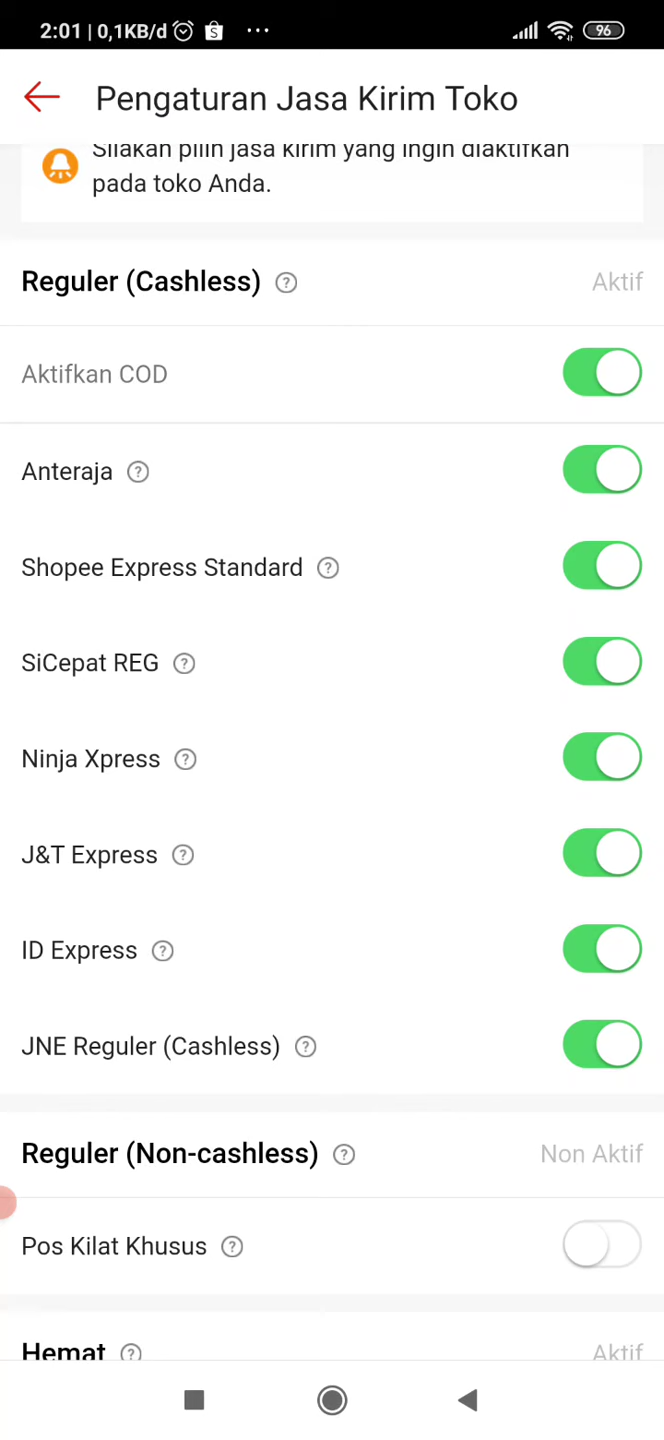 2:01 | 0,1KB/d S ... 96
Pengaturan Jasa Kirim Toko
Silakan pilih jasa kirim yang ingin diaktifkan
pada toko Anda.
Reguler (Cashless) ? Aktif
Aktifkan COD
Anteraja ?
Shopee Express Standard ?
SiCepat REG ?
Ninja Xpress ?
J&T Express ?
ID Express ?
JNE Reguler (Cashless) ?
Reguler (Non-cashless) ? Non Aktif
Pos Kilat Khusus ?
Hemat ? Aktif